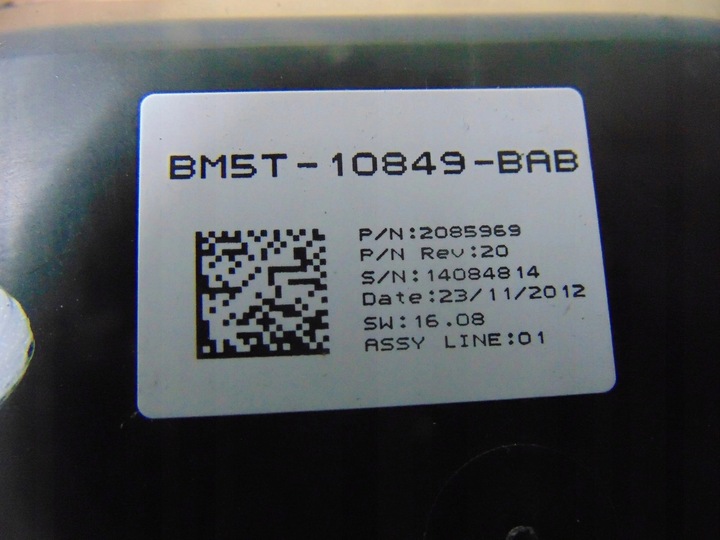 BM5T-10849-BAB
P/N:2085969
P/N Rev:20
S/N:14084814
Date:23/11/2012
SW:16.08
ASSY LINE:01